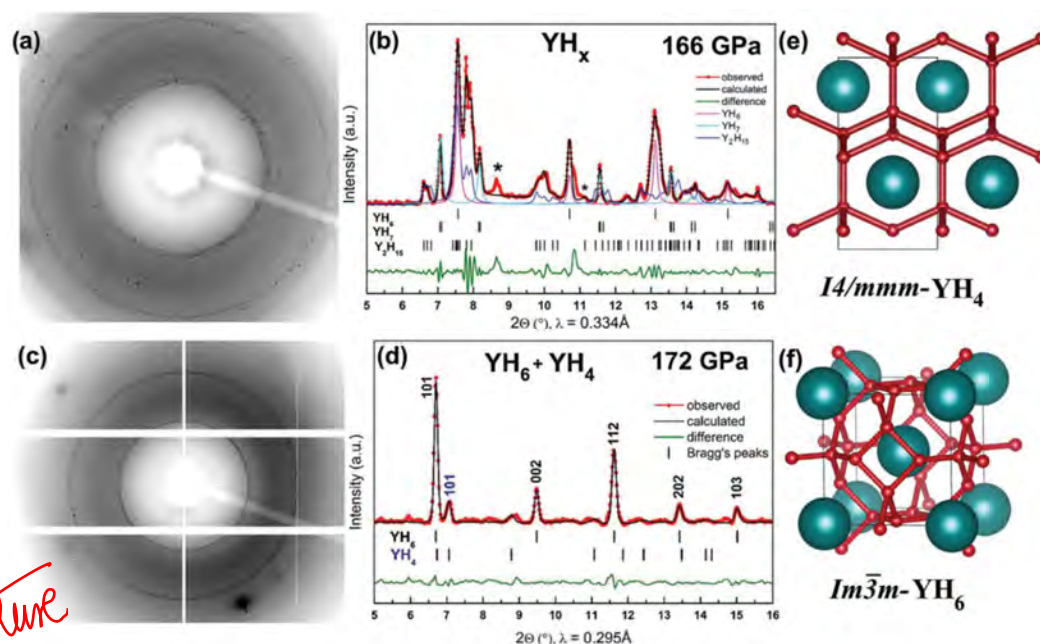 (a)
(b)
YHₓ
166 GPa
observed
calculated
difference
YH₆
YH₇
Y₂H₁₅
*
*
Intensity (a.u.)
YH₆
Y₂H₁₅
5 6 7 8 9 10 11 12 13 14 15 16
2Θ (°), λ = 0.334Å
(e)
I4/mmm-YH₄
(c)
(d)
YH₆ + YH₄
172 GPa
observed
calculated
difference
Bragg's peaks
101
101
002
112
202
103
Intensity (a.u.)
YH₆
YH₄
5 6 7 8 9 10 11 12 13 14 15 16
2Θ (°), λ = 0.295Å
(f)
Im3̅m-YH₆